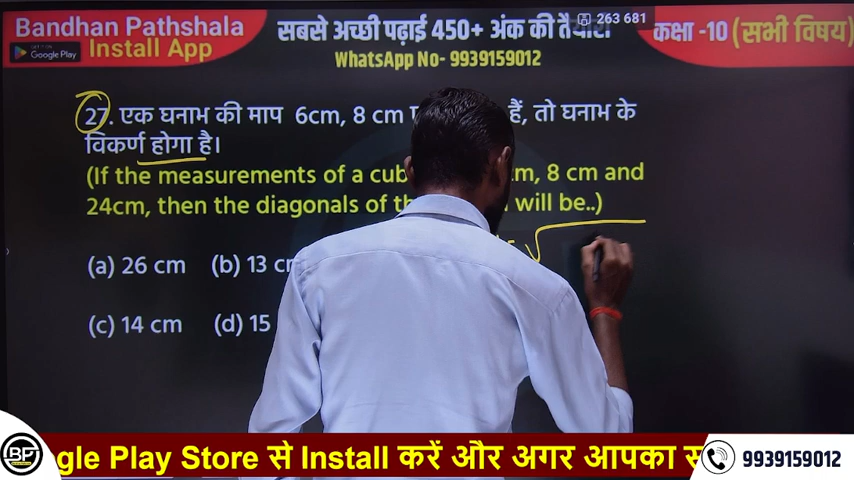 Bandhan Pathshala
GET IT ON
Google Play
Install App
सबसे अच्छी पढ़ाई 450+ अंक की तैयारी
263 681
WhatsApp No- 9939159012
कक्षा -10 (सभी विषय)
27. एक घनाभ की माप 6cm, 8 cm हैं, तो घनाभ के
विकर्ण होगा है।
(If the measurements of a cub m, 8 cm and
24cm, then the diagonals of th will be..)
(a) 26 cm (b) 13 cm
(c) 14 cm (d) 15
gle Play Store से Install करें और अगर आपका
9939159012